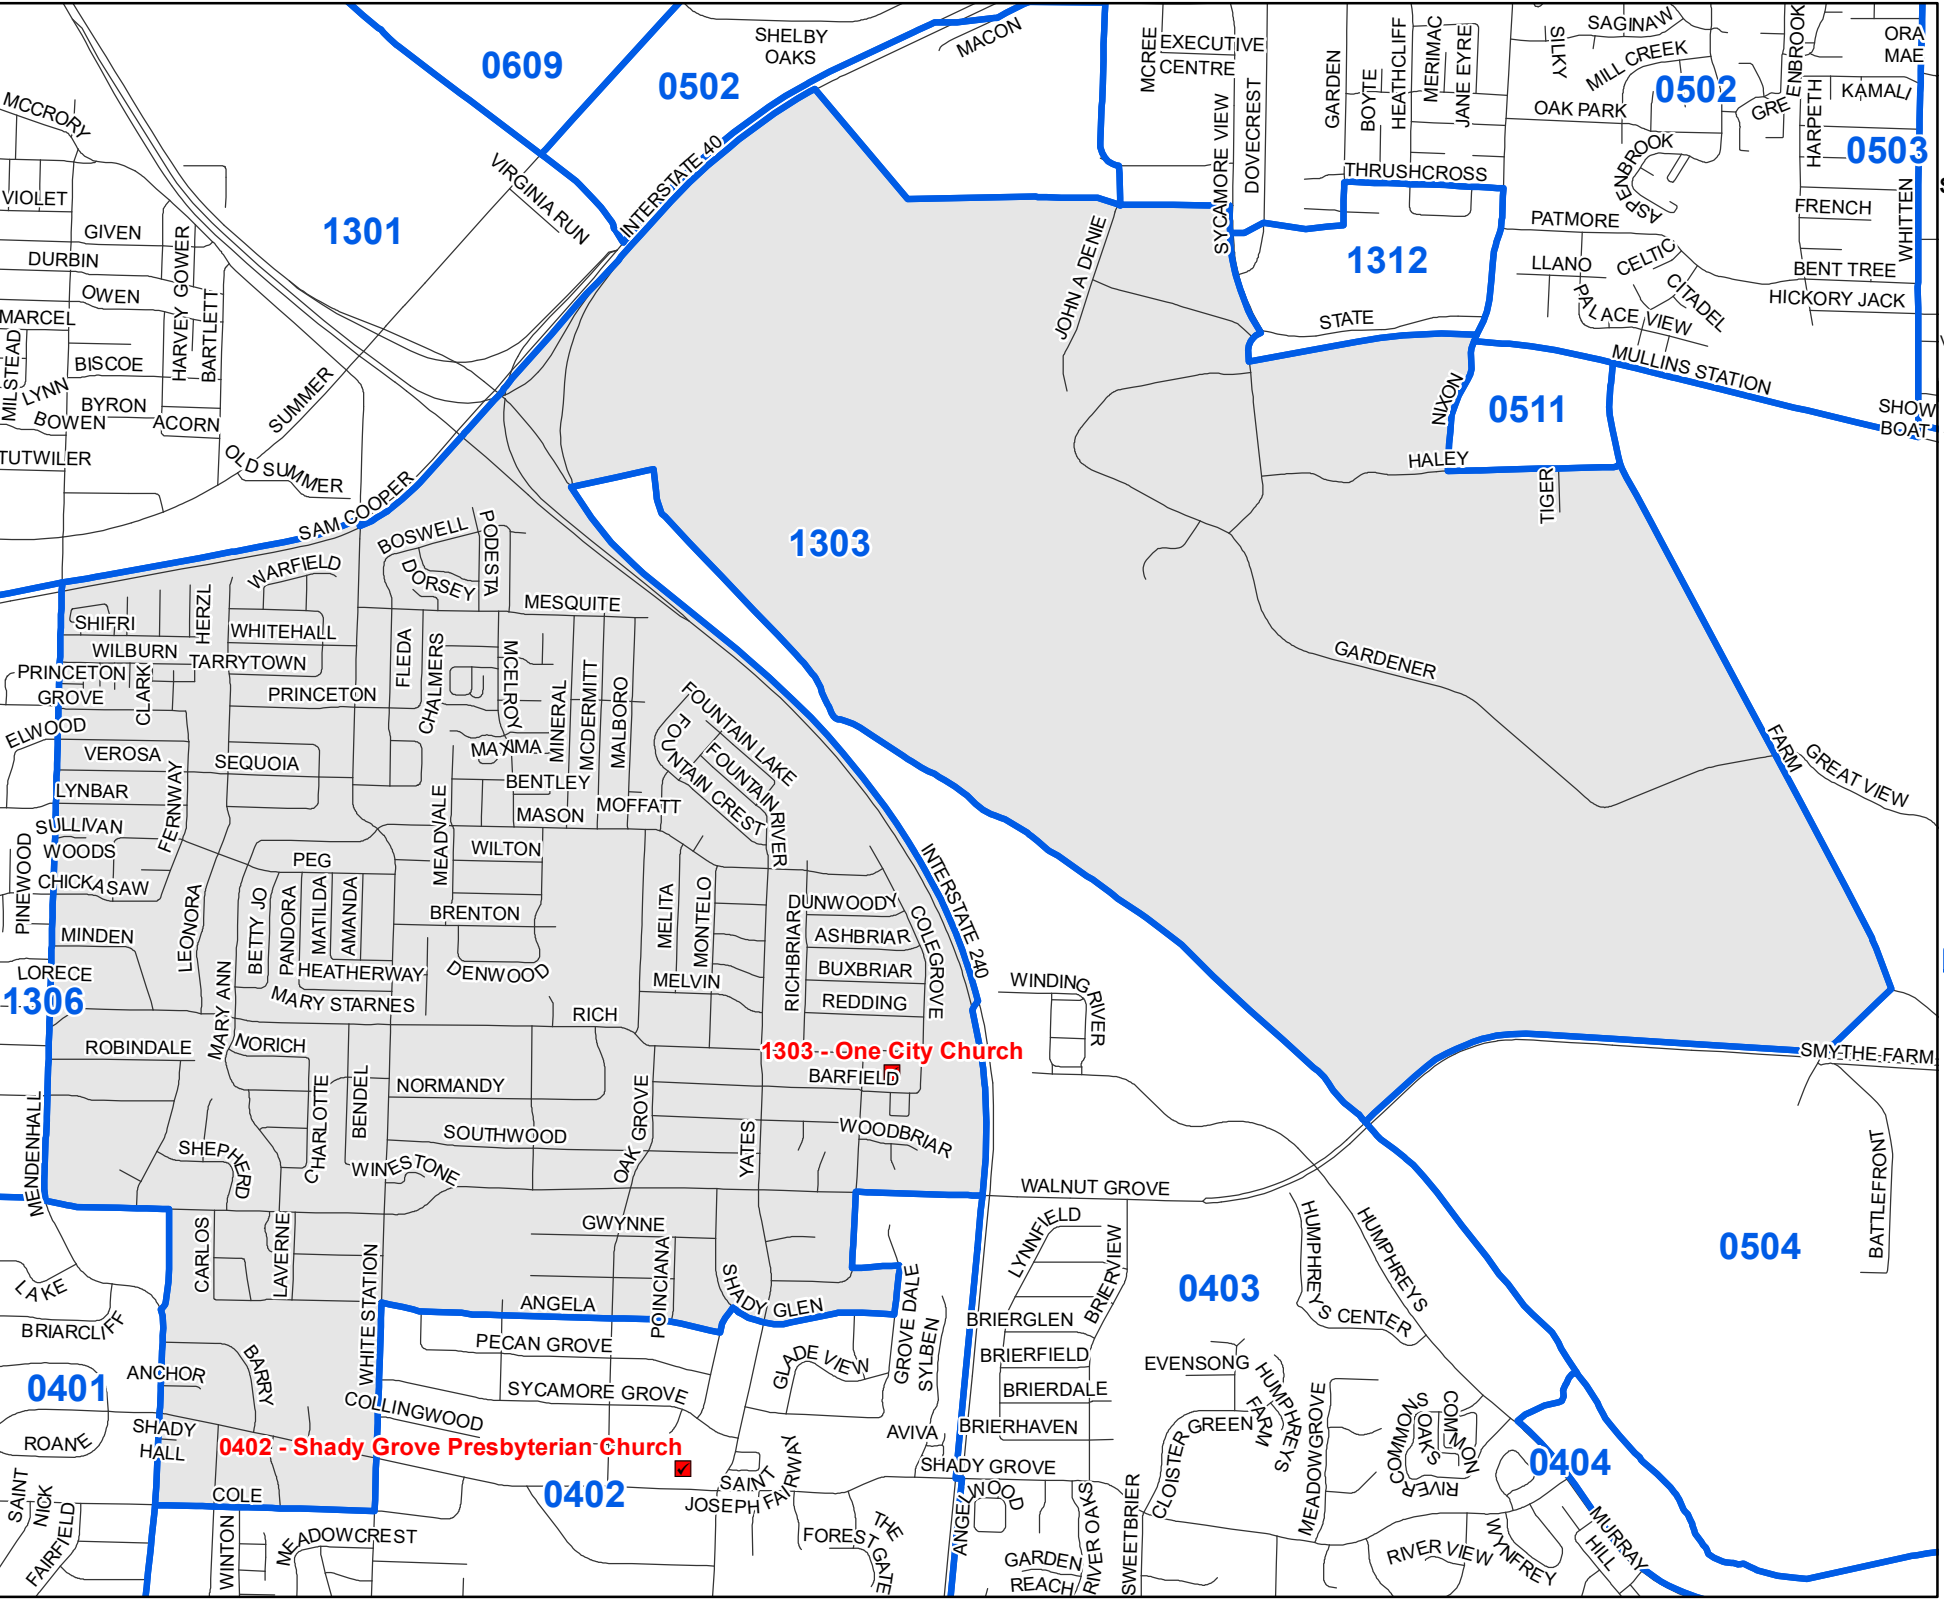 SHELBY
OAKS
MACON
MCREE
EXECUTIVE
CENTRE
GARDEN
BOYTE
HEATHCLIFF
MERIMAC
JANE EYRE
SILKY
SAGINAW
MILL CREEK
ENBROOK
ORA
MAE
0609
0502
0502
KAMALI
MCCRORY
OAK PARK
GRE
HARPETH
0503
SYCAMORE VIEW
DOVECREST
INTERSTATE 40
VIRGINIA RUN
THRUSHCROSS
ASPENBROOK
VIOLET
1301
GIVEN
HARVEY GOWER
DURBIN
PATMORE
FRENCH
WHITTEN
JOHN A DENIE
1312
LLANO
CELTIC
CITADEL
BENT TREE
HICKORY JACK
OWEN
BARTLETT
MARCEL
STATE
PALACE VIEW
MULLINS STATION
MILSTEAD
BISCOE
LYNN
BYRON
BOWEN
ACORN
SUMMER
NIXON
0511
SHOW
BOAT
TUTWILER
OLD SUMMER
HALEY
TIGER
SAM COOPER
BOSWELL
PODESTA
1303
WARFIELD
DORSEY
MESQUITE
SHIFRI
HERZL
WHITEHALL
WILBURN
TARRYTOWN
FLEDA
CHALMERS
MCELROY
MINERAL
MCDERMITT
MALBORO
GARDENER
PRINCETON
GROVE
CLARK
PRINCETON
ELWOOD
FOUNTAIN LAKE
FOUNTAIN CREST
FOUNTAIN RIVER
MAXIMA
VEROSA
SEQUOIA
FARM
GREAT VIEW
LYNBAR
FERNWAY
BENTLEY
MEADVALE
MASON
MOFFATT
SULLIVAN
WOODS
PINEWOOD
PEG
WILTON
INTERSTATE 240
CHICKASAW
LEONORA
BETTY JO
PANDORA
MATILDA
AMANDA
BRENTON
MELITA
MONTELO
DUNWOODY
COLEGROVE
RICHBRIAR
ASHBRIAR
MINDEN
BUXBRIAR
LORECE
HEATHERWAY
DENWOOD
MELVIN
WINDING
RIVER
1306
MARY ANN
MARY STARNES
REDDING
RICH
ROBINDALE
NORICH
1303 - One City Church
BARFIELD
SMYTHE FARM
MENDENHALL
CHARLOTTE
BENDEL
NORMANDY
OAK GROVE
SOUTHWOOD
YATES
WOODBRIAR
SHEPHERD
WINESTONE
BATTLEFRONT
WALNUT GROVE
CARLOS
LAVERNE
WHITE STATION
GWYNNE
POINCIANA
LYNNFIELD
BRIERVIEW
HUMPHREYS CENTER
HUMPHREYS
0504
LAKE
SHADY GLEN
GROVE DALE
0403
BRIARCLIFF
ANGELA
PECAN GROVE
SYLBEN
BRIERGLEN
BRIERFIELD
0401
ANCHOR
BARRY
GLADE VIEW
EVENSONG
HUMPHREYS
FARM
BRIERDALE
SYCAMORE GROVE
COLLINGWOOD
GREEN
CLOISTER
MEADOWGROVE
COMMONS
OAKS
COMMON
RIVER
ROANE
SHADY
HALL
AVIVA
BRIERHAVEN
0402 - Shady Grove Presbyterian Church
SHADY GROVE
0404
SAINT
NICK
COLE
0402
SAINT
JOSEPH
FAIRWAY
ANGELWOOD
FAIRFIELD
WINTON
MEADOWCREST
THE
FORESTGATE
GARDEN
REACH
RIVER OAKS
SWEETBRIER
RIVER VIEW
WYNFREY
HILL
MURRAY